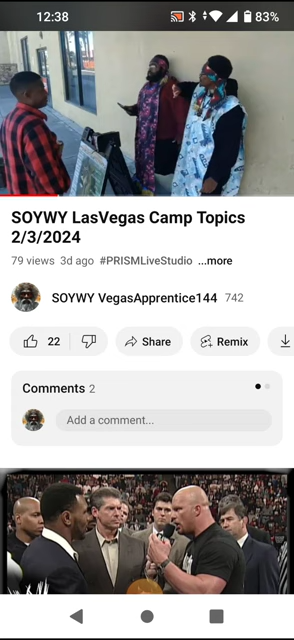 12:38
83%
SOYWY LasVegas Camp Topics
2/3/2024
79 views 3d ago #PRISMLiveStudio ...more
SOYWY VegasApprentice144 742
22 Share Remix
Comments 2
Add a comment...